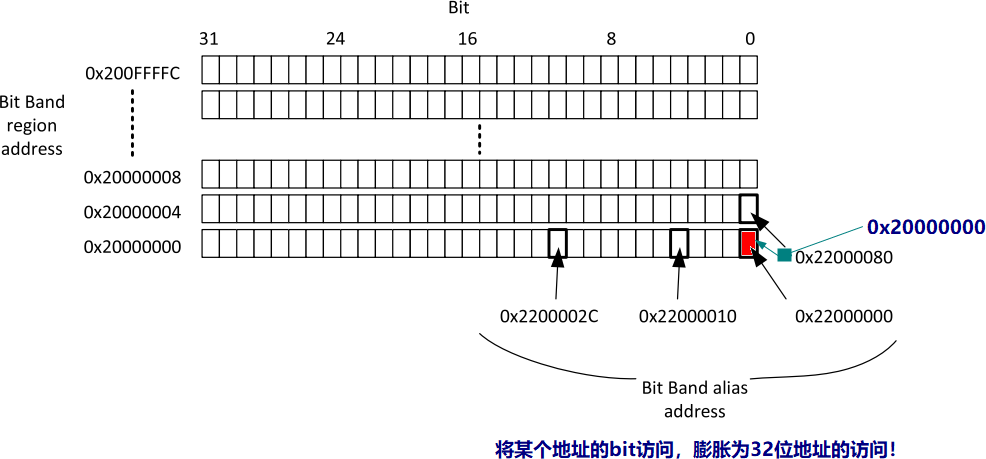 Bit
31 24 16 8 0
0x200FFFFC
Bit Band
region
address
0x20000008
0x20000004
0x20000000
0x20000000
0x22000080
0x2200002C 0x22000010 0x22000000
Bit Band alias
address
将某个地址的bit访问，膨胀为32位地址的访问！